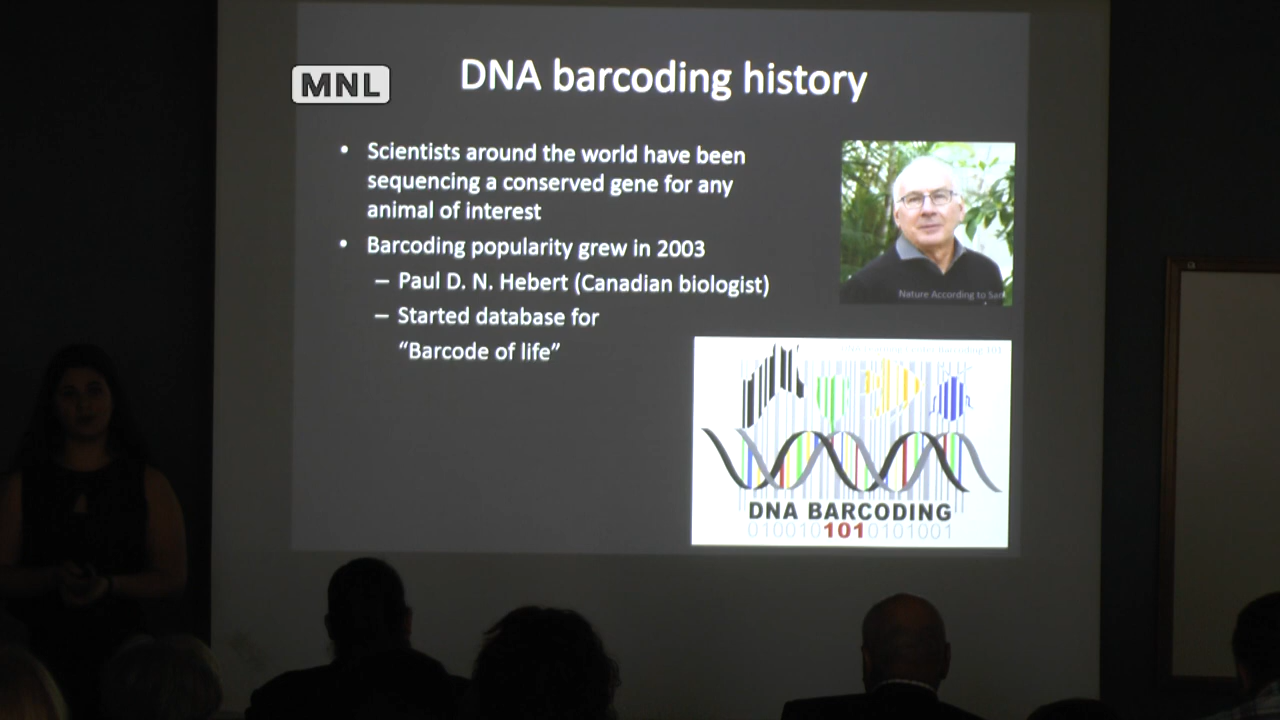 MNL
DNA barcoding history
• Scientists around the world have been
sequencing a conserved gene for any
animal of interest
• Barcoding popularity grew in 2003
– Paul D. N. Hebert (Canadian biologist)
– Started database for
“Barcode of life”
Nature According to Sam
DNA BARCODING
0100101010101001